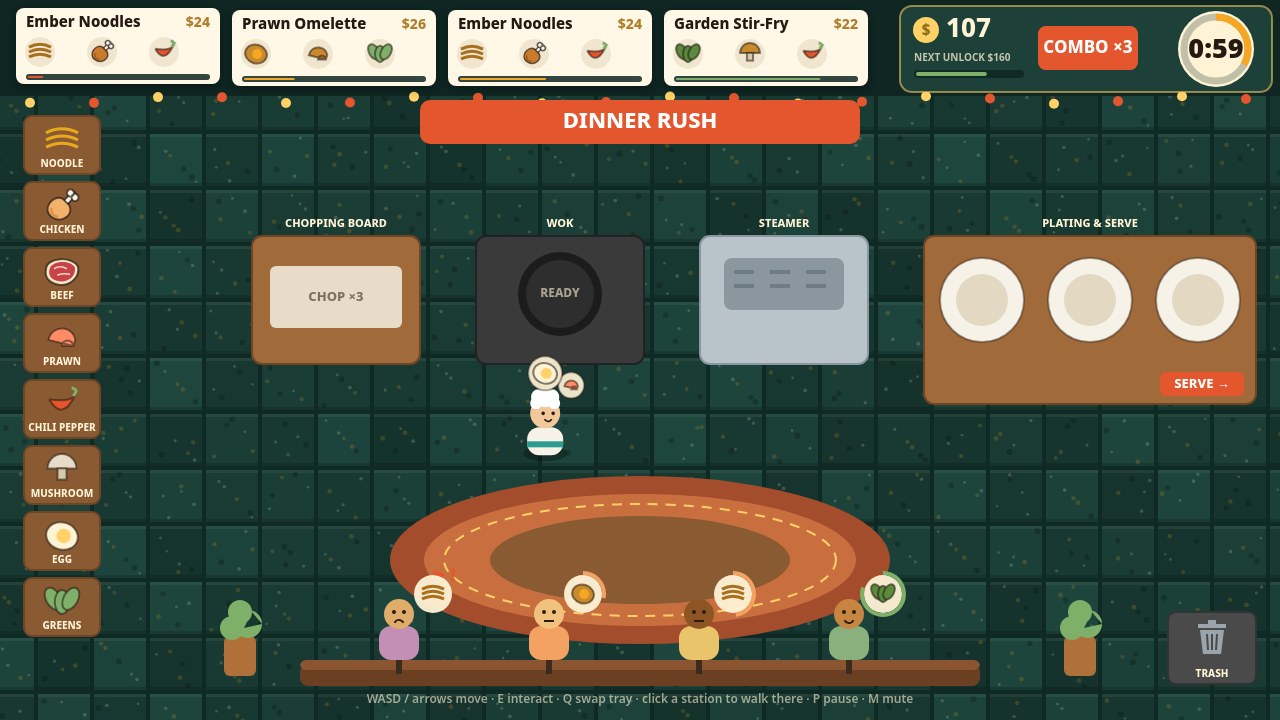 Ember Noodles $24
Prawn Omelette $26
Ember Noodles $24
Garden Stir-Fry $22
$ 107
NEXT UNLOCK $160
COMBO ×3
0:59
DINNER RUSH
NOODLE
CHICKEN
BEEF
PRAWN
CHILI PEPPER
MUSHROOM
EGG
GREENS
CHOPPING BOARD
CHOP ×3
WOK
READY
STEAMER
PLATING & SERVE
SERVE →
TRASH
WASD / arrows move · E interact · Q swap tray · click a station to walk there · P pause · M mute